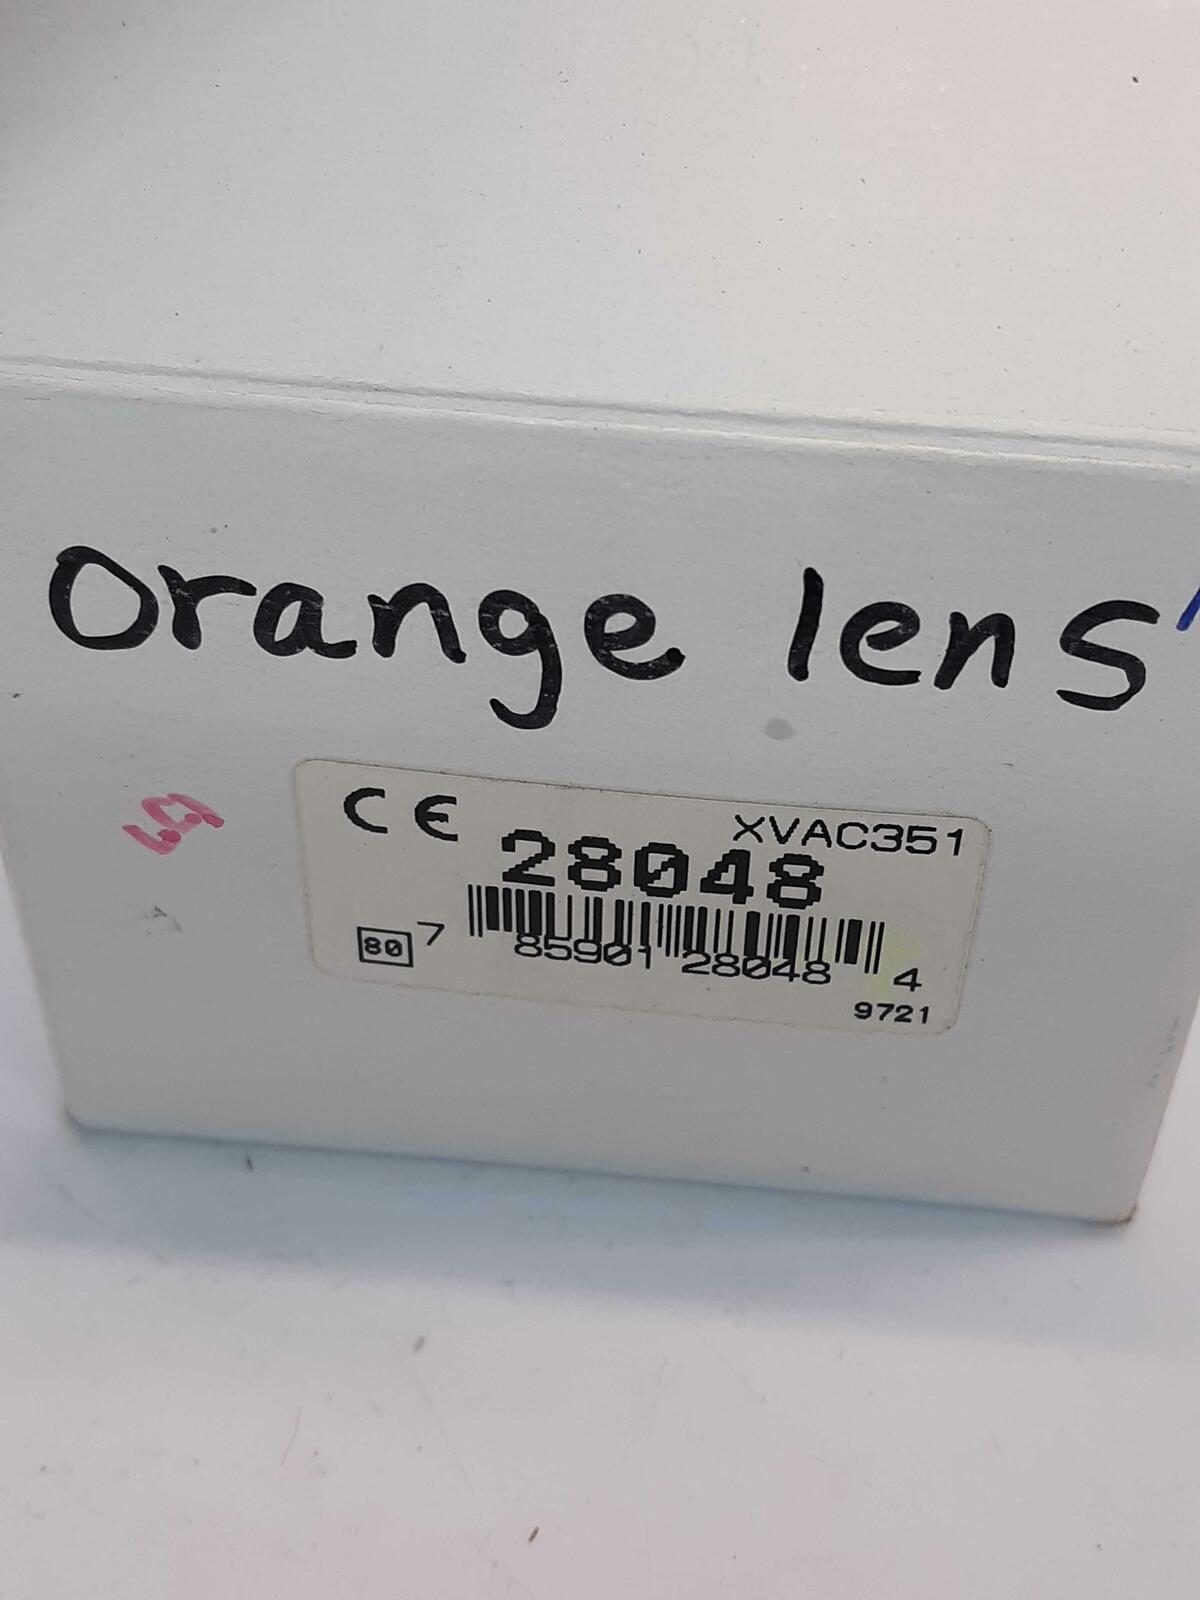 orange lens
CE
XVAC351
28048
80 7 85901 28048 4
9721